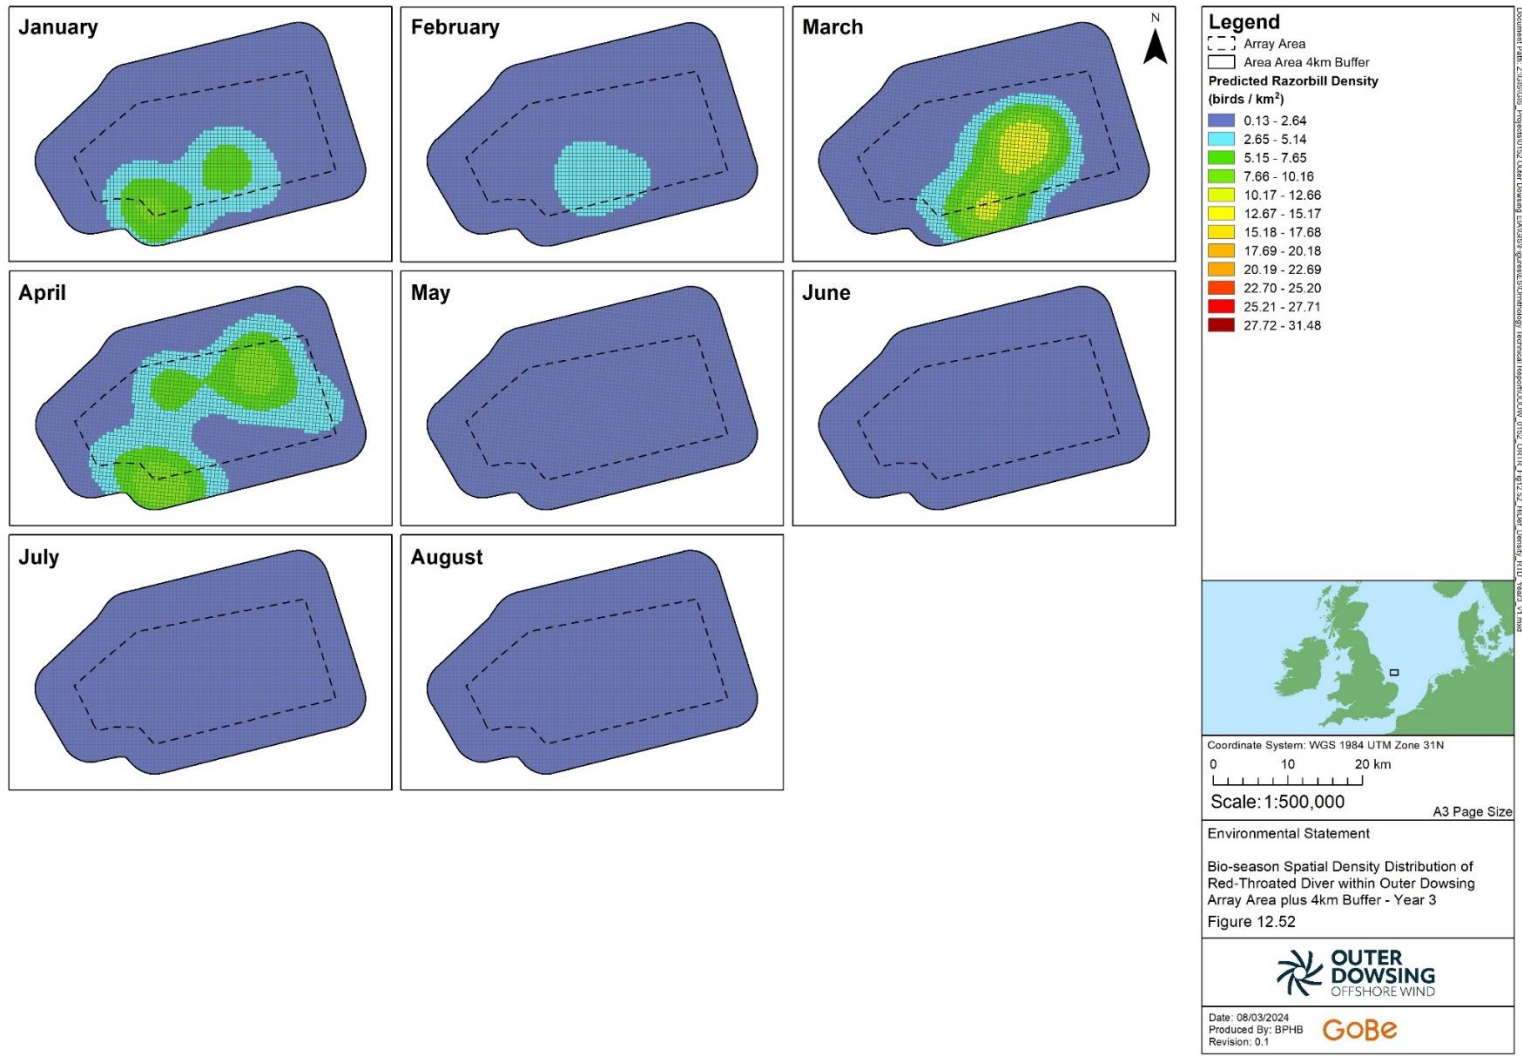 January
February
March
N
April
May
June
July
August
Legend
Array Area
Area Area 4km Buffer
Predicted Razorbill Density
(birds / km²)
0.13 - 2.64
2.65 - 5.14
5.15 - 7.65
7.66 - 10.16
10.17 - 12.66
12.67 - 15.17
15.18 - 17.68
17.69 - 20.18
20.19 - 22.69
22.70 - 25.20
25.21 - 27.71
27.72 - 31.48
Coordinate System: WGS 1984 UTM Zone 31N
0 10 20 km
Scale: 1:500,000
A3 Page Size
Environmental Statement
Bio-season Spatial Density Distribution of
Red-Throated Diver within Outer Dowsing
Array Area plus 4km Buffer - Year 3
Figure 12.52
OUTER
DOWSING
OFFSHORE WIND
Date: 08/03/2024
Produced By: BPHB
Revision: 0.1
GoBe